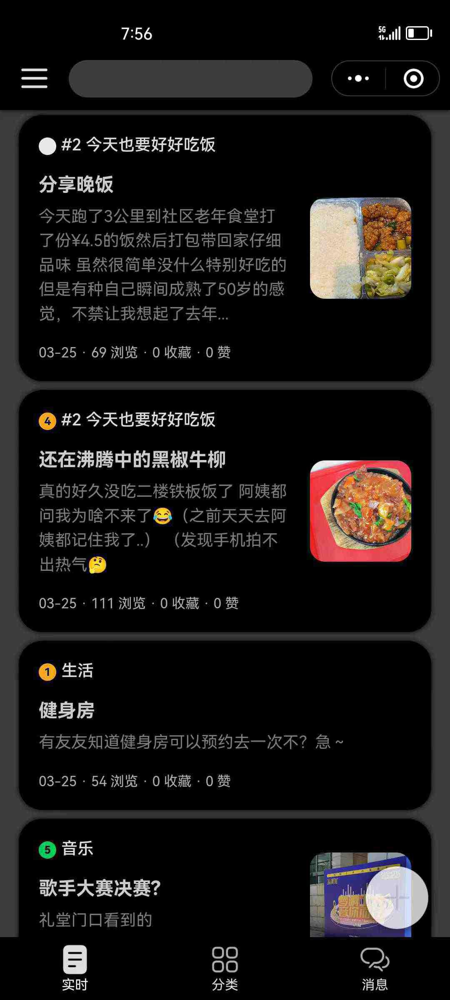 7:56
5G
#2 今天也要好好吃饭
分享晚饭
今天跑了3公里到社区老年食堂打
了份¥4.5的饭然后打包带回家仔细
品味 虽然很简单没什么特别好吃的
但是有种自己瞬间成熟了50岁的感
觉，不禁让我想起了去年...
03-25 · 69 浏览 · 0 收藏 · 0 赞
4 #2 今天也要好好吃饭
还在沸腾中的黑椒牛柳
真的好久没吃二楼铁板饭了 阿姨都
问我为啥不来了😂（之前天天去阿
姨都记住我了..）（发现手机拍不
出热气🤔
03-25 · 111 浏览 · 0 收藏 · 0 赞
1 生活
健身房
有友友知道健身房可以预约去一次不？急 ~
03-25 · 54 浏览 · 0 收藏 · 0 赞
5 音乐
歌手大赛决赛?
礼堂门口看到的
实时
分类
消息